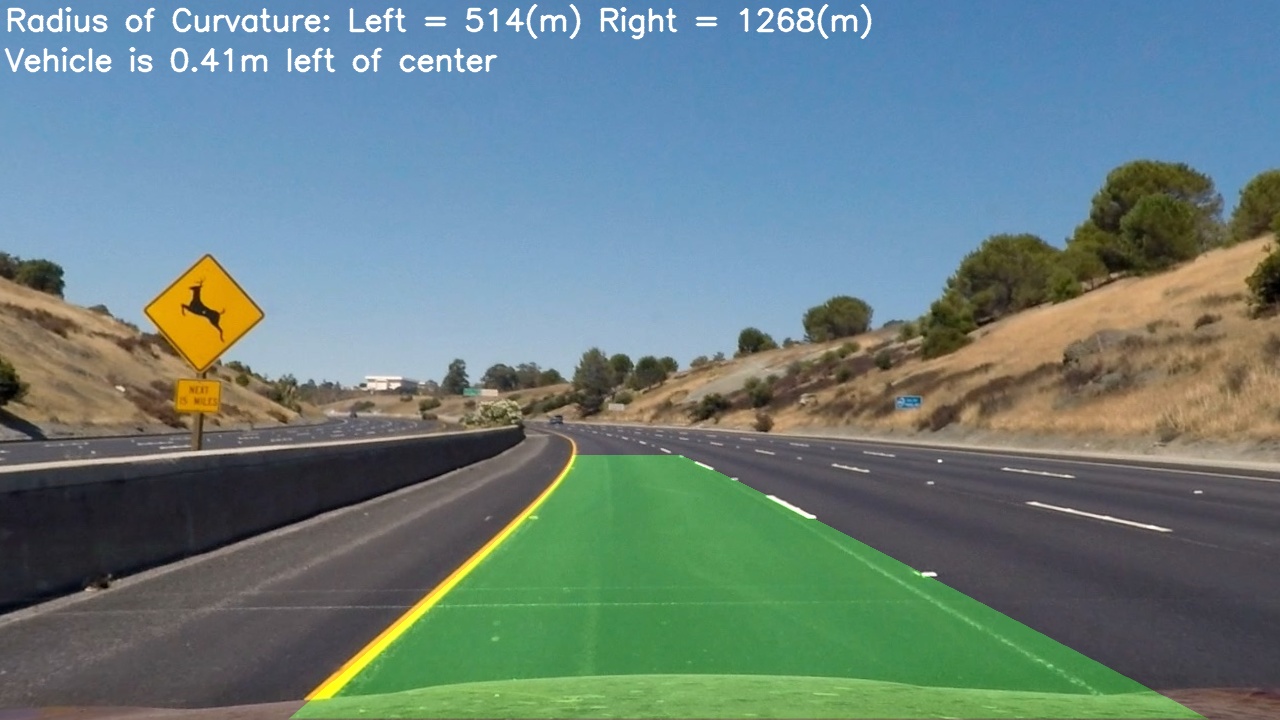 Radius of Curvature: Left = 514(m) Right = 1268(m)
Vehicle is 0.41m left of center
NEXT
15 MILES